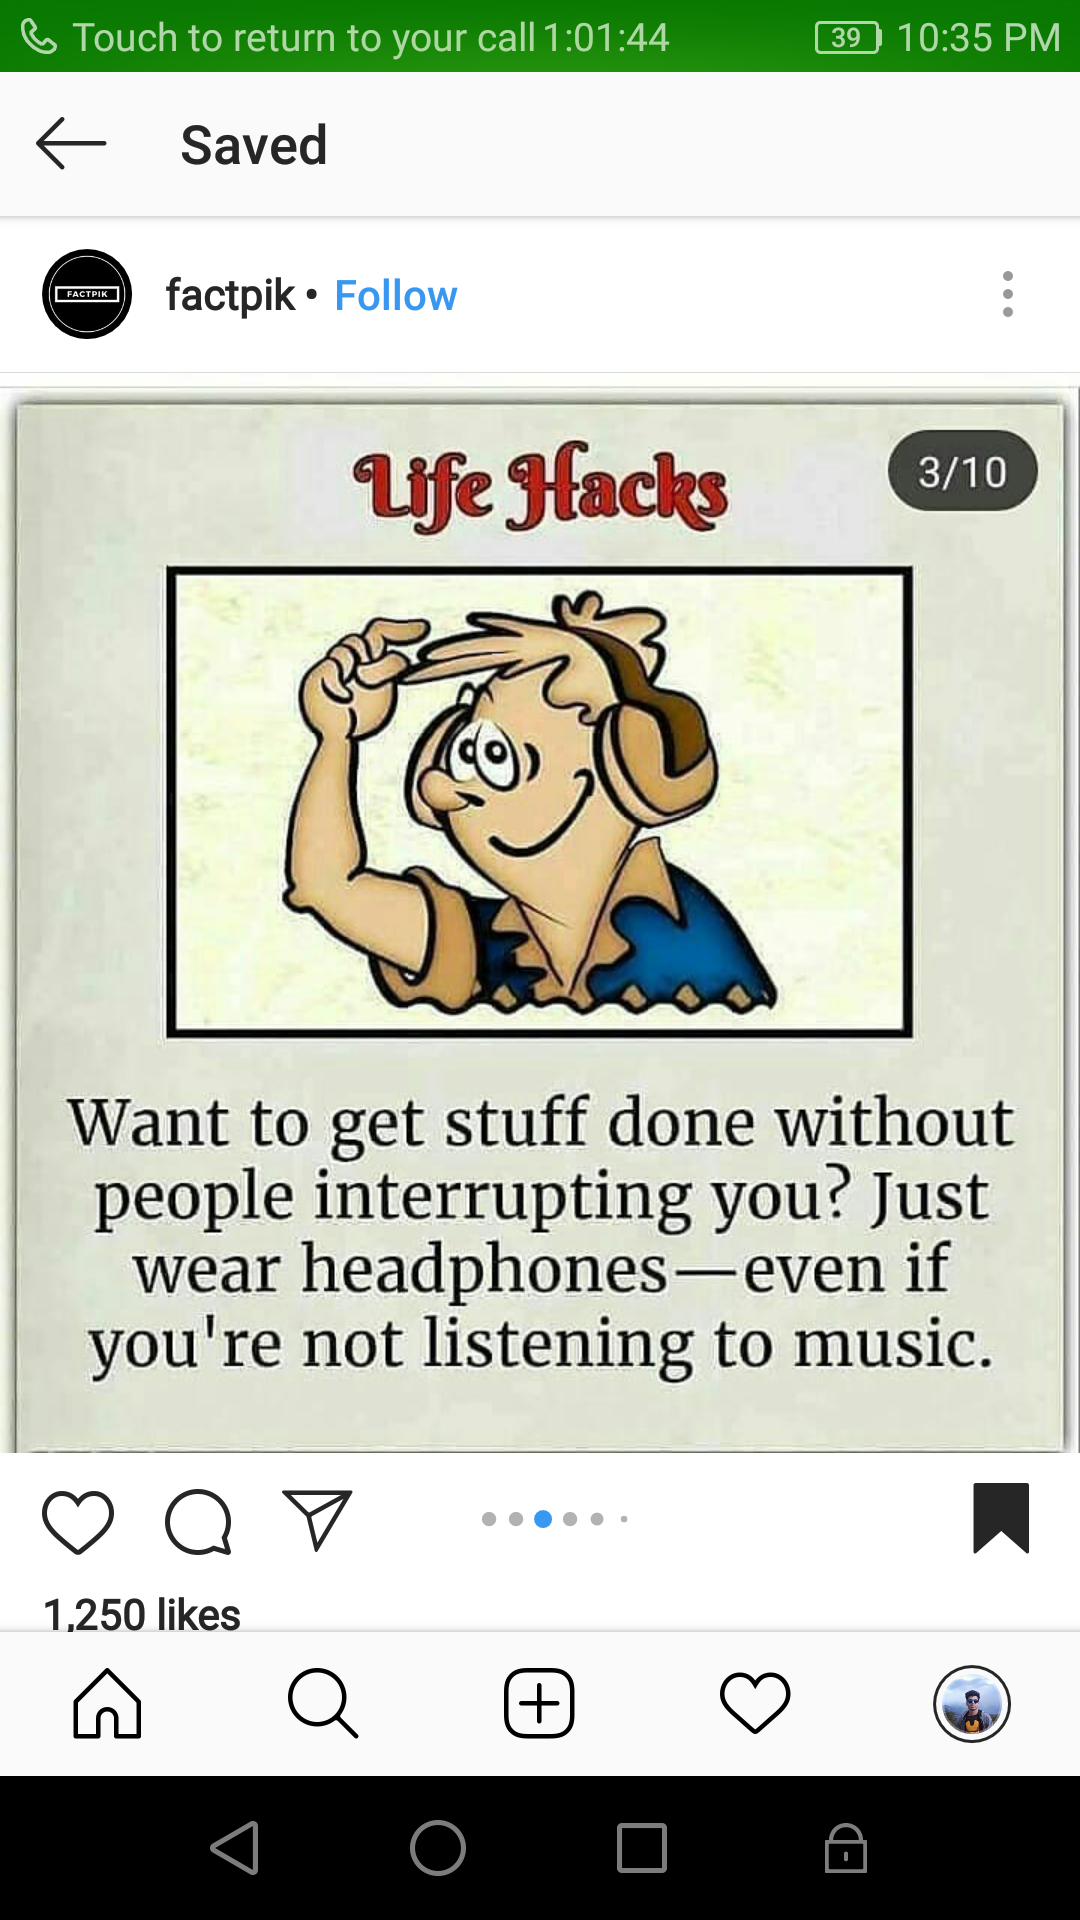 Touch to return to your call 1:01:44 39 10:35 PM
Saved
FACTPIK
factpik • Follow
3/10
Life Hacks
Want to get stuff done without
people interrupting you? Just
wear headphones—even if
you're not listening to music.
1,250 likes